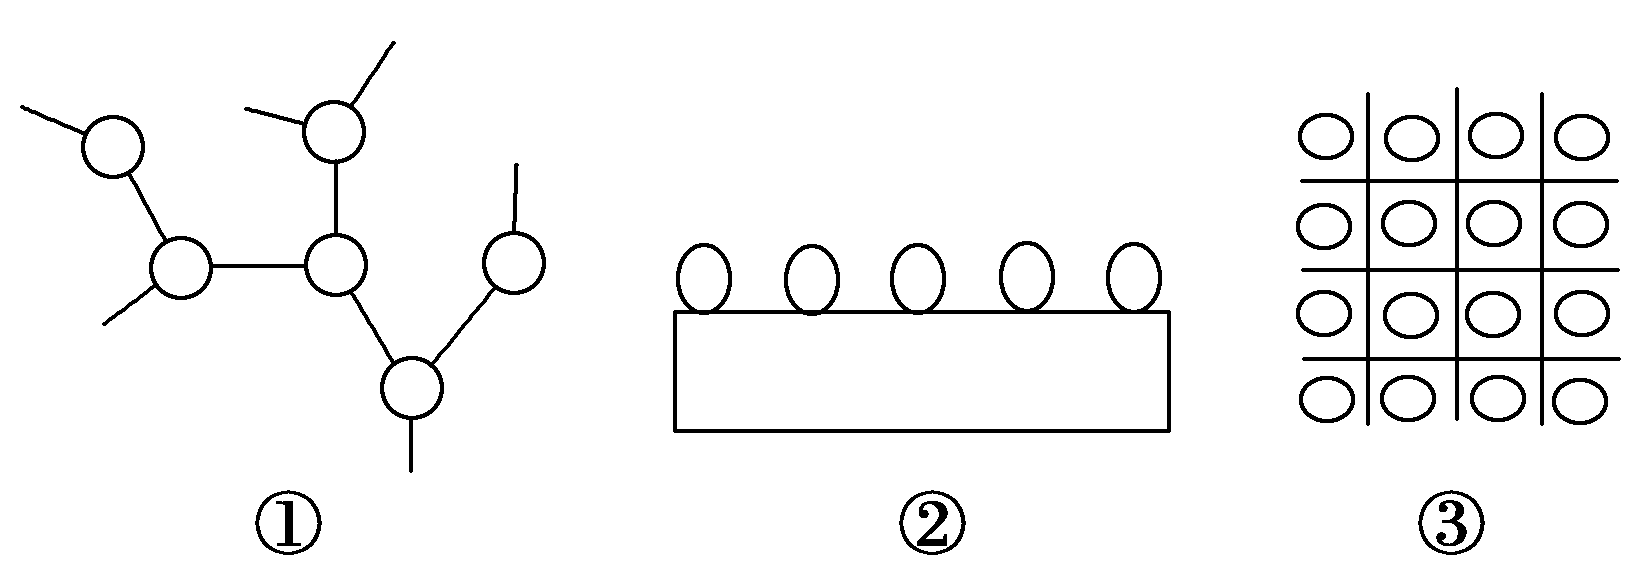 ① ② ③